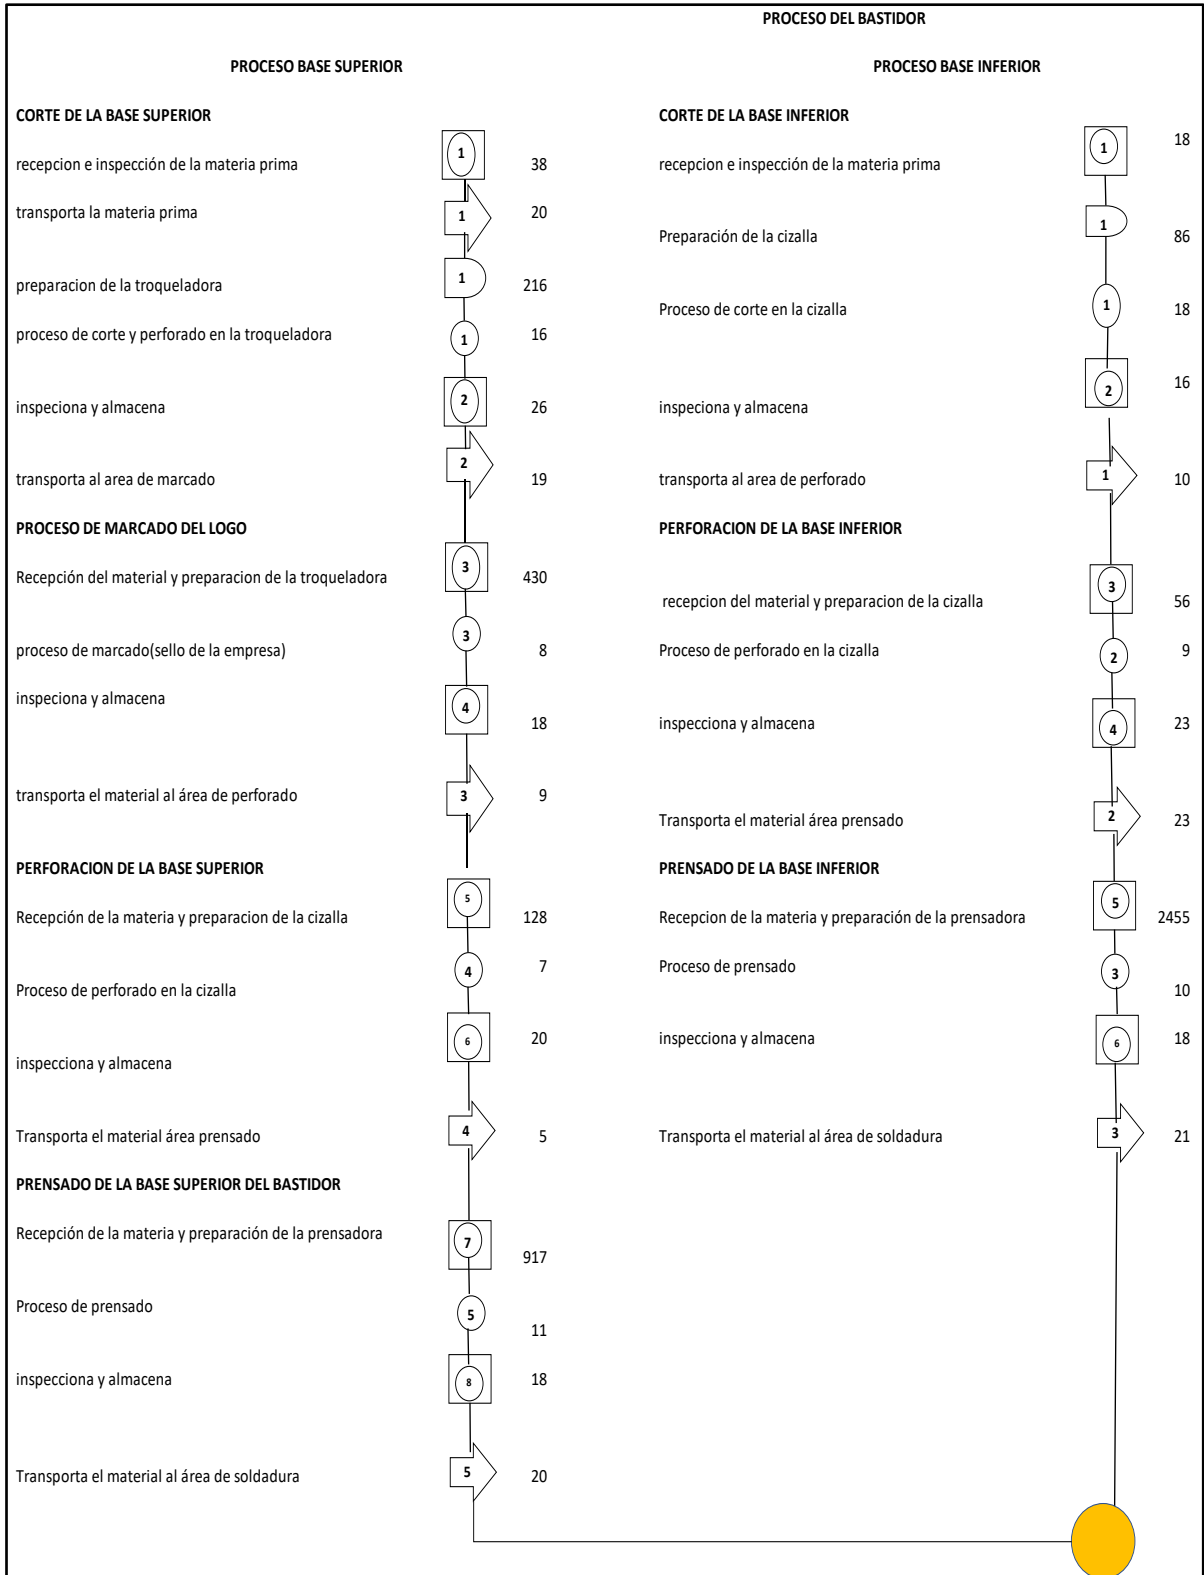 PROCESO DEL BASTIDOR
PROCESO BASE SUPERIOR
CORTE DE LA BASE SUPERIOR
recepcion e inspección de la materia prima 1 38
transporta la materia prima 1 20
preparacion de la troqueladora 1 216
proceso de corte y perforado en la troqueladora 1 16
inspeciona y almacena 2 26
transporta al area de marcado 2 19
PROCESO DE MARCADO DEL LOGO
Recepción del material y preparacion de la troqueladora 3 430
proceso de marcado(sello de la empresa) 3 8
inspeciona y almacena 4 18
transporta el material al área de perforado 3 9
PERFORACION DE LA BASE SUPERIOR
Recepción de la materia y preparacion de la cizalla 5 128
Proceso de perforado en la cizalla 4 7
inspecciona y almacena 6 20
Transporta el material área prensado 4 5
PRENSADO DE LA BASE SUPERIOR DEL BASTIDOR
Recepción de la materia y preparación de la prensadora 7 917
Proceso de prensado 5 11
inspecciona y almacena 8 18
Transporta el material al área de soldadura 5 20
PROCESO BASE INFERIOR
CORTE DE LA BASE INFERIOR
recepcion e inspección de la materia prima 1 18
Preparación de la cizalla 1 86
Proceso de corte en la cizalla 1 18
inspeciona y almacena 2 16
transporta al area de perforado 1 10
PERFORACION DE LA BASE INFERIOR
recepcion del material y preparacion de la cizalla 3 56
Proceso de perforado en la cizalla 2 9
inspecciona y almacena 4 23
Transporta el material área prensado 2 23
PRENSADO DE LA BASE INFERIOR
Recepcion de la materia y preparación de la prensadora 5 2455
Proceso de prensado 3 10
inspecciona y almacena 6 18
Transporta el material al área de soldadura 3 21